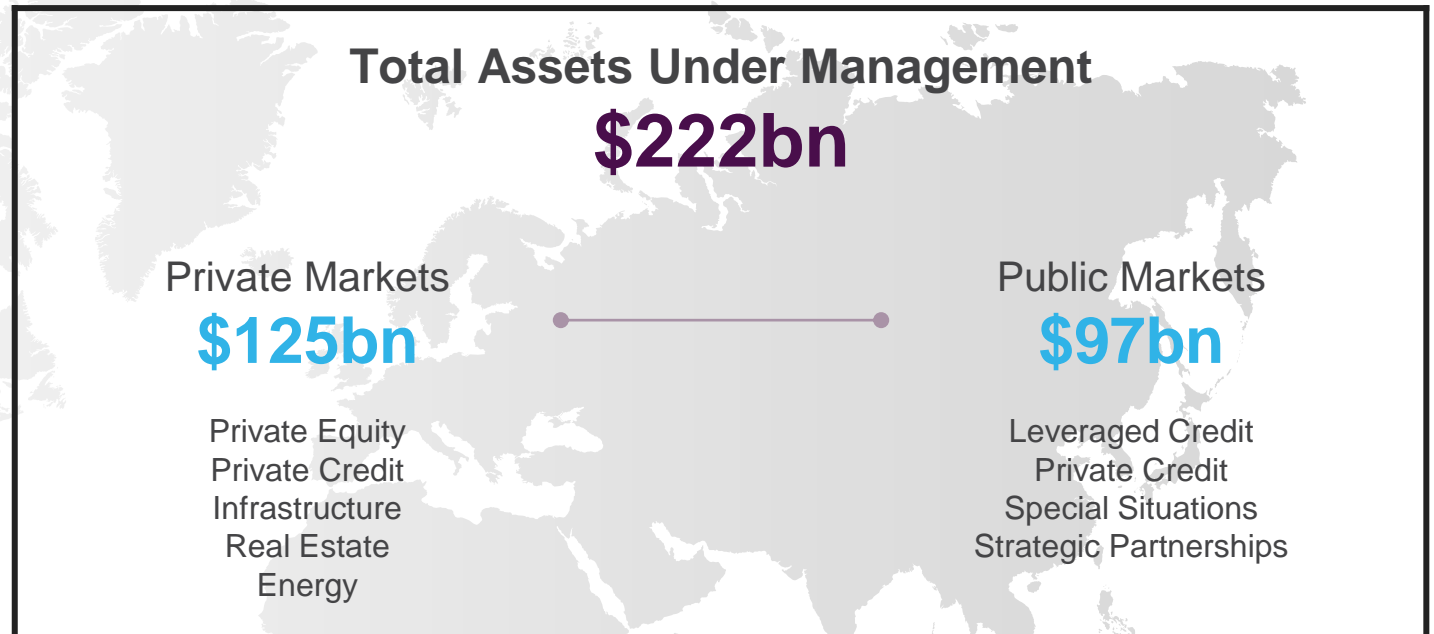 Total Assets Under Management
$222bn
Private Markets
$125bn
Private Equity
Private Credit
Infrastructure
Real Estate
Energy
Public Markets
$97bn
Leveraged Credit
Private Credit
Special Situations
Strategic Partnerships